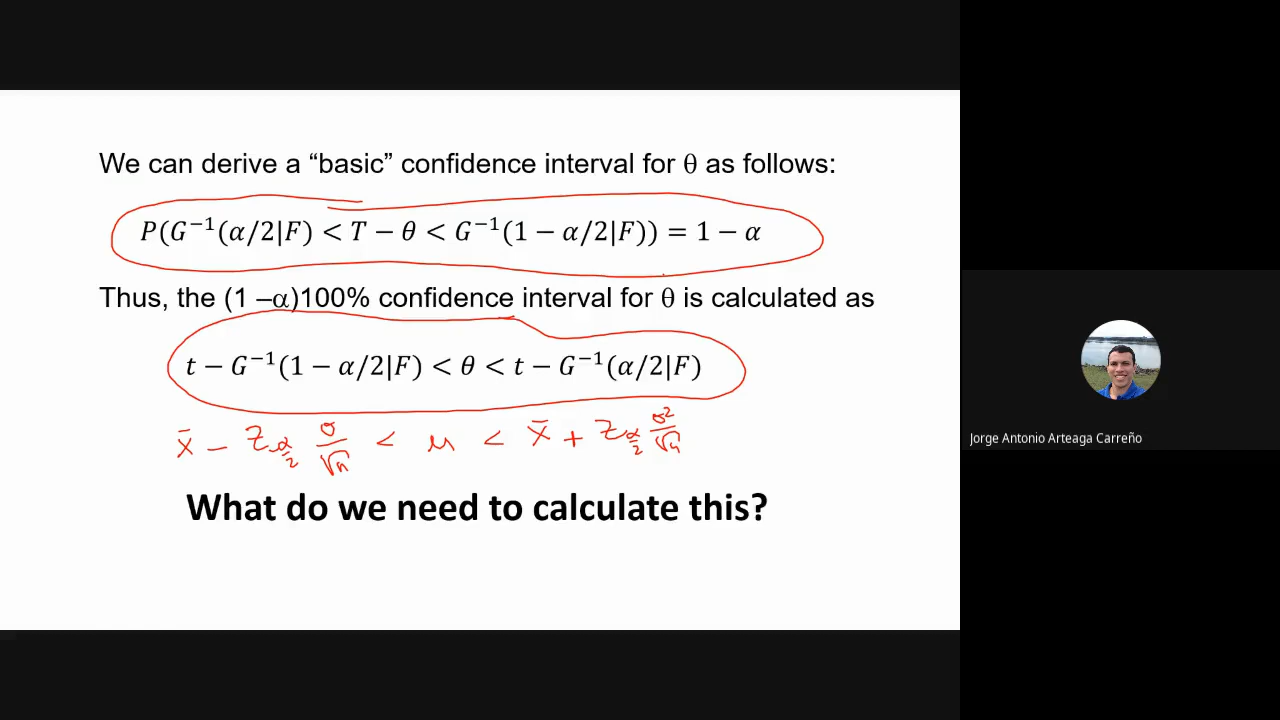 We can derive a “basic” confidence interval for θ as follows:
P(G⁻¹(α/2|F) < T − θ < G⁻¹(1 − α/2|F)) = 1 − α
Thus, the (1 –α)100% confidence interval for θ is calculated as
t − G⁻¹(1 − α/2|F) < θ < t − G⁻¹(α/2|F)
x̄ − Z_{α/2} σ/√n < μ < x̄ + Z_{α/2} σ²/√n
What do we need to calculate this?
Jorge Antonio Arteaga Carreño